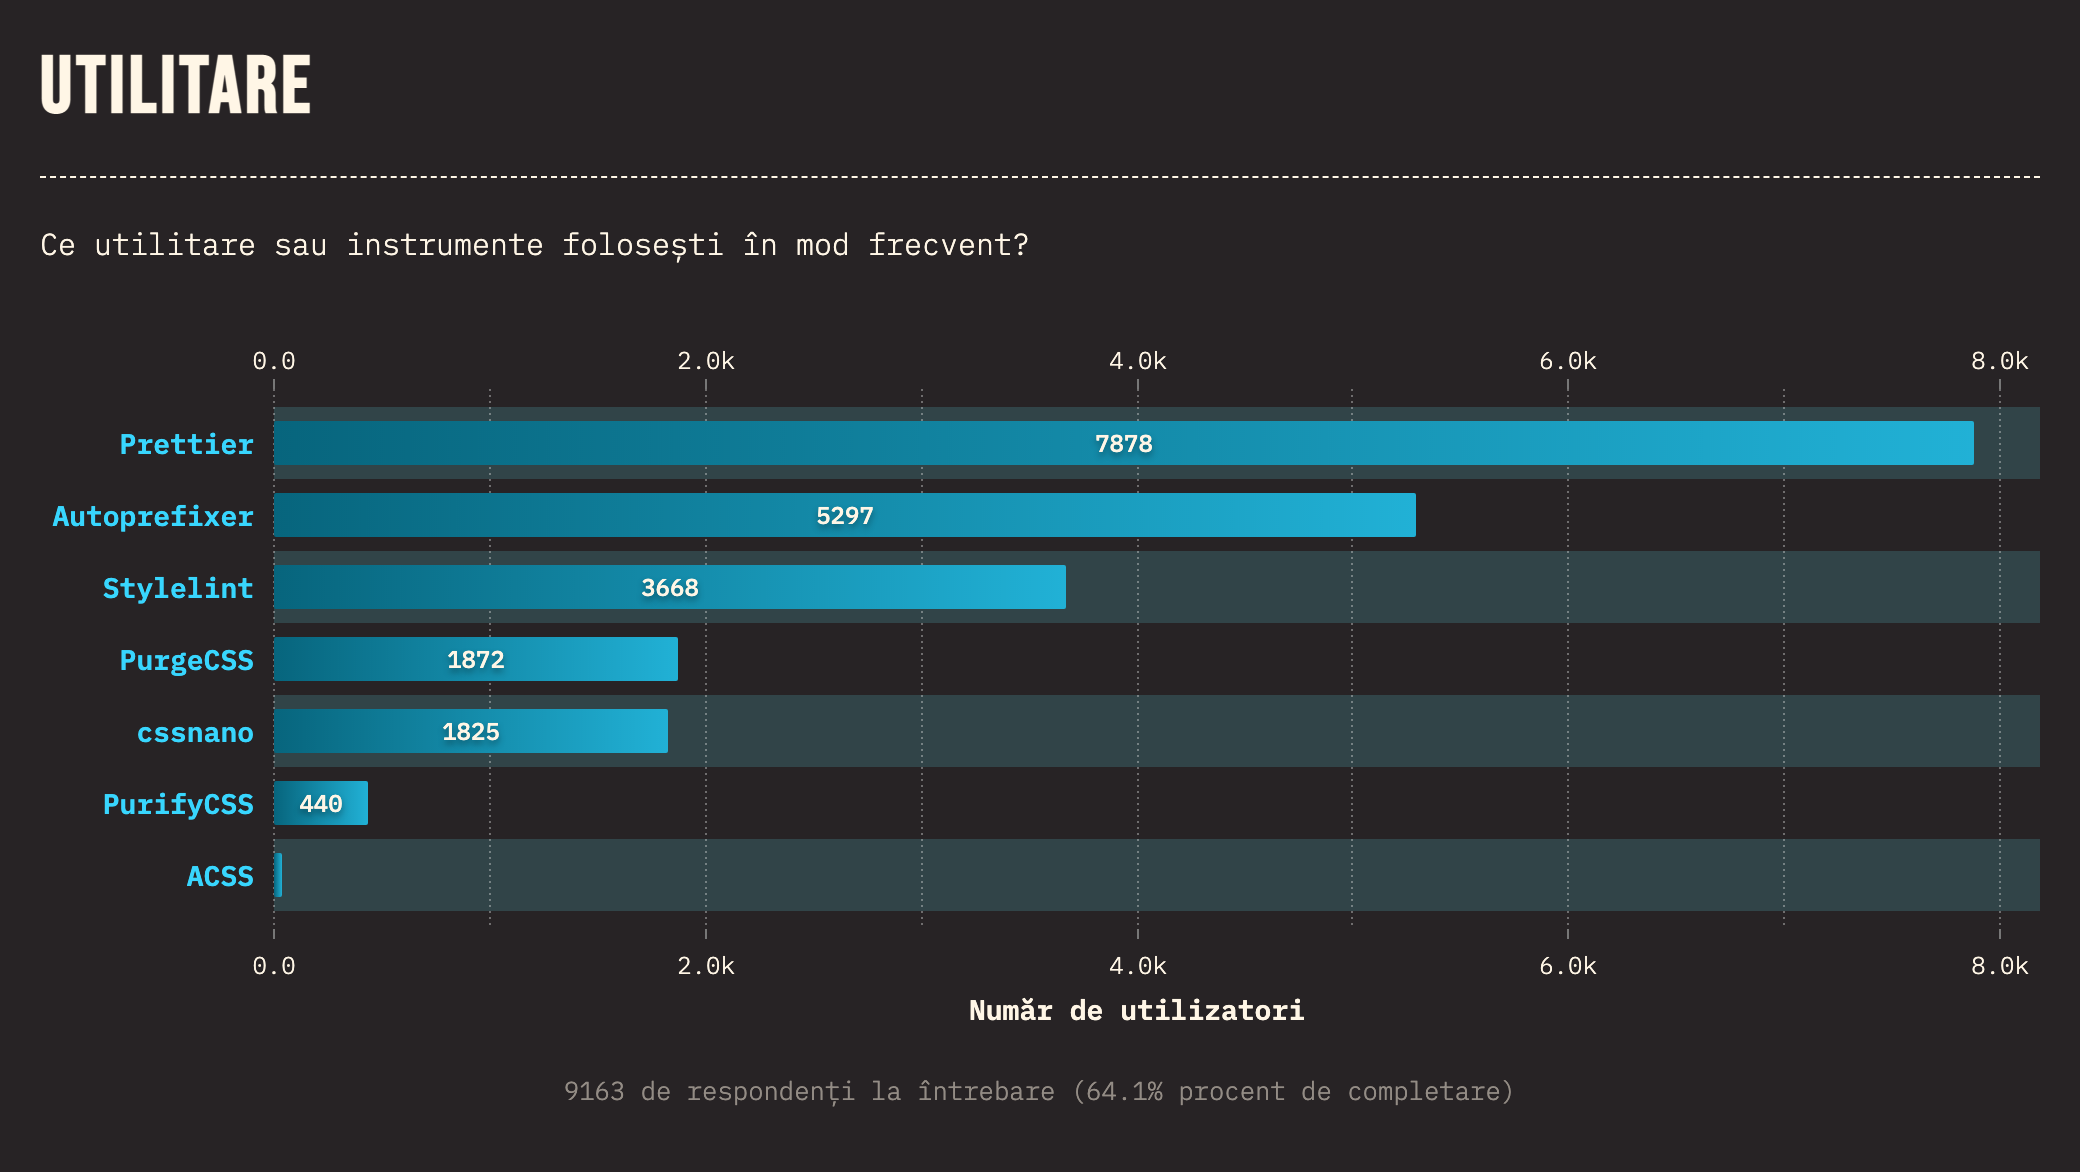 UTILITARE
Ce utilitare sau instrumente folosești în mod frecvent?
0.0 2.0k 4.0k 6.0k 8.0k
Prettier 7878
Autoprefixer 5297
Stylelint 3668
PurgeCSS 1872
cssnano 1825
PurifyCSS 440
ACSS
0.0 2.0k 4.0k 6.0k 8.0k
Număr de utilizatori
9163 de respondenți la întrebare (64.1% procent de completare)